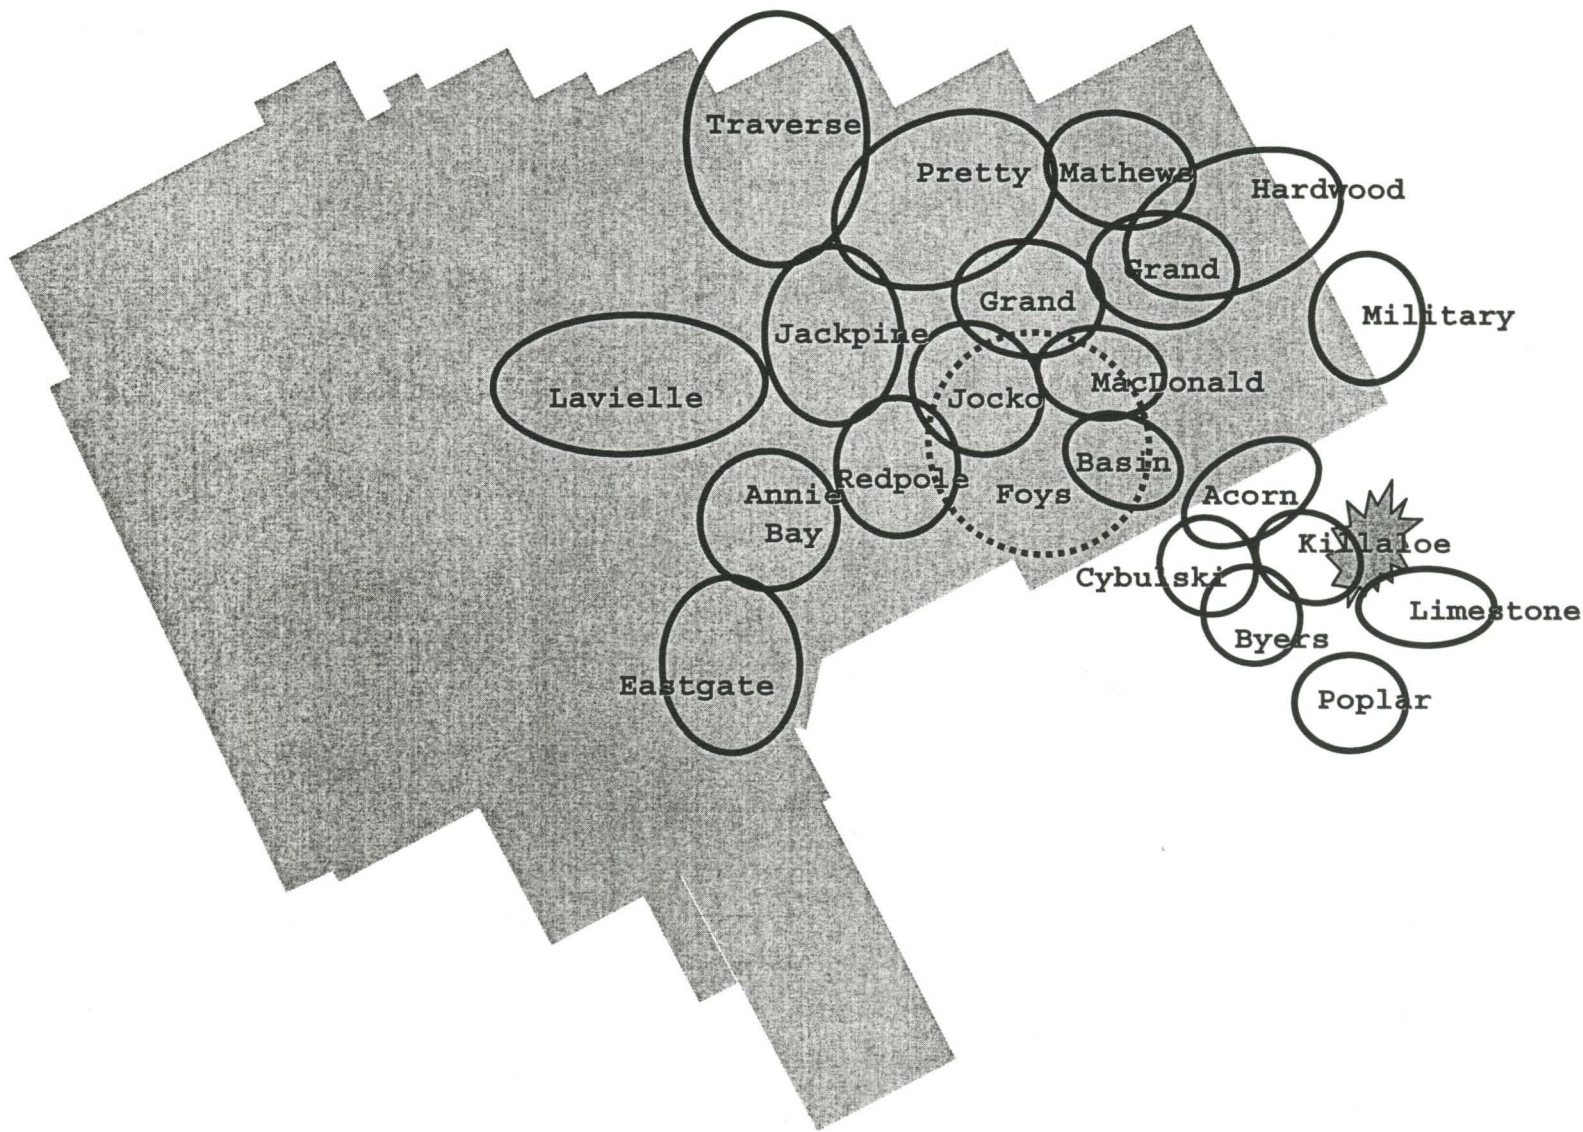 Traverse
Pretty
Mathews
Hardwood
Grand
Grand
Military
Jackpine
Lavielle
Jocko
MacDonald
Redpole
Basin
Annie
Bay
Foys
Acorn
Killaloe
Cybulski
Limestone
Byers
Eastgate
Poplar